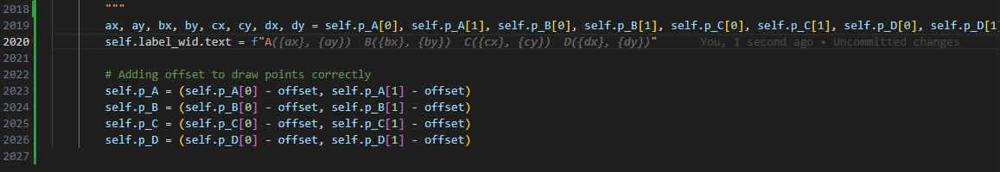 2018 """
2019 ax, ay, bx, by, cx, cy, dx, dy = self.p_A[0], self.p_A[1], self.p_B[0], self.p_B[1], self.p_C[0], self.p_C[1], self.p_D[0], self.p_D[1]
2020 self.label_wid.text = f"A({ax}, {ay})  B({bx}, {by})  C({cx}, {cy})  D({dx}, {dy})" You, 1 second ago • Uncommitted changes
2021
2022 # Adding offset to draw points correctly
2023 self.p_A = (self.p_A[0] - offset, self.p_A[1] - offset)
2024 self.p_B = (self.p_B[0] - offset, self.p_B[1] - offset)
2025 self.p_C = (self.p_C[0] - offset, self.p_C[1] - offset)
2026 self.p_D = (self.p_D[0] - offset, self.p_D[1] - offset)
2027